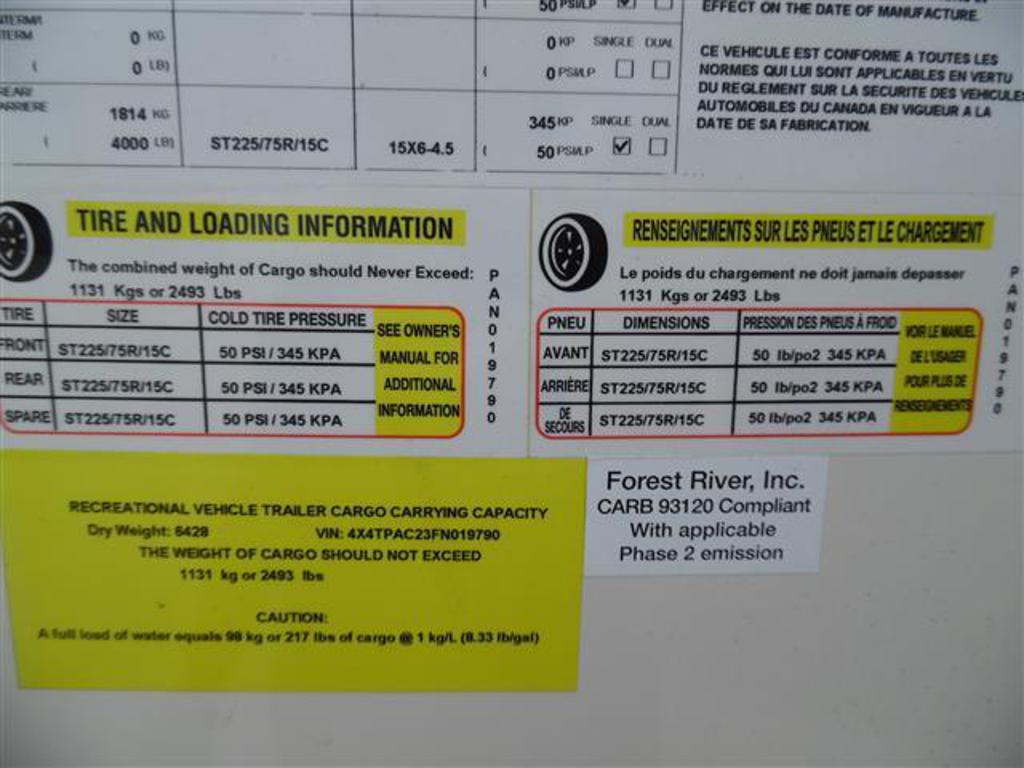 50 PSI/LP
EFFECT ON THE DATE OF MANUFACTURE.
0 KG
0 LB)
0 KP SINGLE DUAL
( 0 PSI/LP
CE VEHICULE EST CONFORME A TOUTES LES
NORMES QUI LUI SONT APPLICABLES EN VERTU
DU REGLEMENT SUR LA SECURITE DES VEHICULES
AUTOMOBILES DU CANADA EN VIGUEUR A LA
DATE DE SA FABRICATION.
1814 KG
( 4000 LB)
ST225/75R/15C
15X6-4.5
345 KP SINGLE DUAL
( 50 PSI/LP
TIRE AND LOADING INFORMATION
The combined weight of Cargo should Never Exceed:
1131 Kgs or 2493 Lbs
TIRE SIZE COLD TIRE PRESSURE
FRONT ST225/75R/15C 50 PSI / 345 KPA
REAR ST225/75R/15C 50 PSI / 345 KPA
SPARE ST225/75R/15C 50 PSI / 345 KPA
SEE OWNER'S
MANUAL FOR
ADDITIONAL
INFORMATION
PAN019790
RENSEIGNEMENTS SUR LES PNEUS ET LE CHARGEMENT
Le poids du chargement ne doit jamais depasser
1131 Kgs or 2493 Lbs
PNEU DIMENSIONS PRESSION DES PNEUS À FROID
AVANT ST225/75R/15C 50 lb/po2 345 KPA
ARRIÈRE ST225/75R/15C 50 lb/po2 345 KPA
DE SECOURS ST225/75R/15C 50 lb/po2 345 KPA
VOIR LE MANUEL
DE L'USAGER
POUR PLUS DE
RENSEIGNEMENTS
PAN019790
RECREATIONAL VEHICLE TRAILER CARGO CARRYING CAPACITY
Dry Weight: 6428 VIN: 4X4TPAC23FN019790
THE WEIGHT OF CARGO SHOULD NOT EXCEED
1131 kg or 2493 lbs
CAUTION:
A full load of water equals 98 kg or 217 lbs of cargo @ 1 kg/L (8.33 lb/gal)
Forest River, Inc.
CARB 93120 Compliant
With applicable
Phase 2 emission